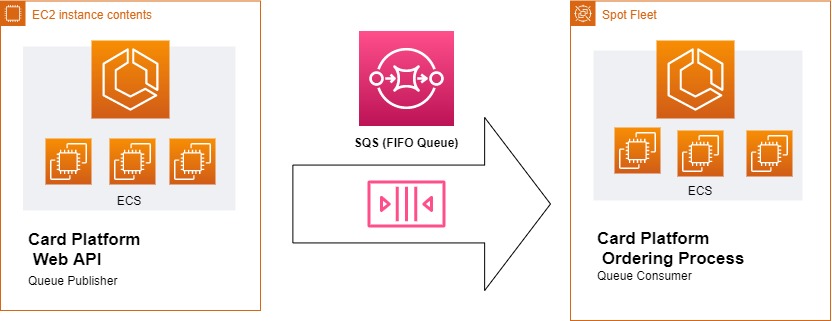 EC2 instance contents
ECS
Card Platform
Web API
Queue Publisher
SQS (FIFO Queue)
Spot Fleet
ECS
Card Platform
Ordering Process
Queue Consumer